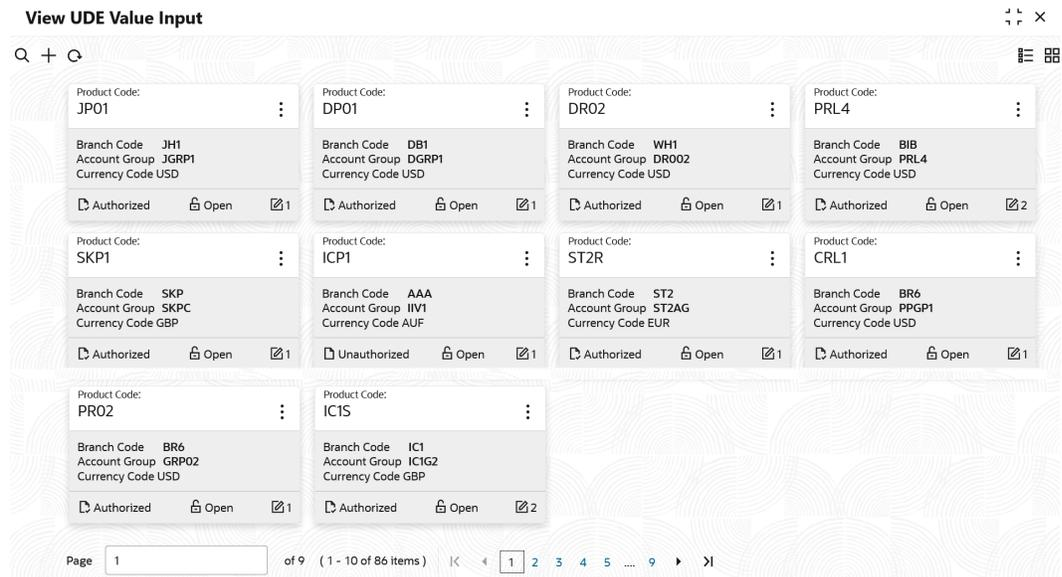 View UDE Value Input
Product Code:
JP01
Branch Code JH1
Account Group JGRP1
Currency Code USD
Authorized Open 1
Product Code:
DP01
Branch Code DB1
Account Group DGRP1
Currency Code USD
Authorized Open 1
Product Code:
DR02
Branch Code WH1
Account Group DR002
Currency Code USD
Authorized Open 1
Product Code:
PRL4
Branch Code BIB
Account Group PRL4
Currency Code USD
Authorized Open 2
Product Code:
SKP1
Branch Code SKP
Account Group SKPC
Currency Code GBP
Authorized Open 1
Product Code:
ICP1
Branch Code AAA
Account Group IIV1
Currency Code AUF
Unauthorized Open 1
Product Code:
ST2R
Branch Code ST2
Account Group ST2AG
Currency Code EUR
Authorized Open 1
Product Code:
CRL1
Branch Code BR6
Account Group PPGP1
Currency Code USD
Authorized Open 1
Product Code:
PR02
Branch Code BR6
Account Group GRP02
Currency Code USD
Authorized Open 1
Product Code:
IC1S
Branch Code IC1
Account Group IC1G2
Currency Code GBP
Authorized Open 2
Page 1 of 9 ( 1 - 10 of 86 items ) 1 2 3 4 5 .... 9